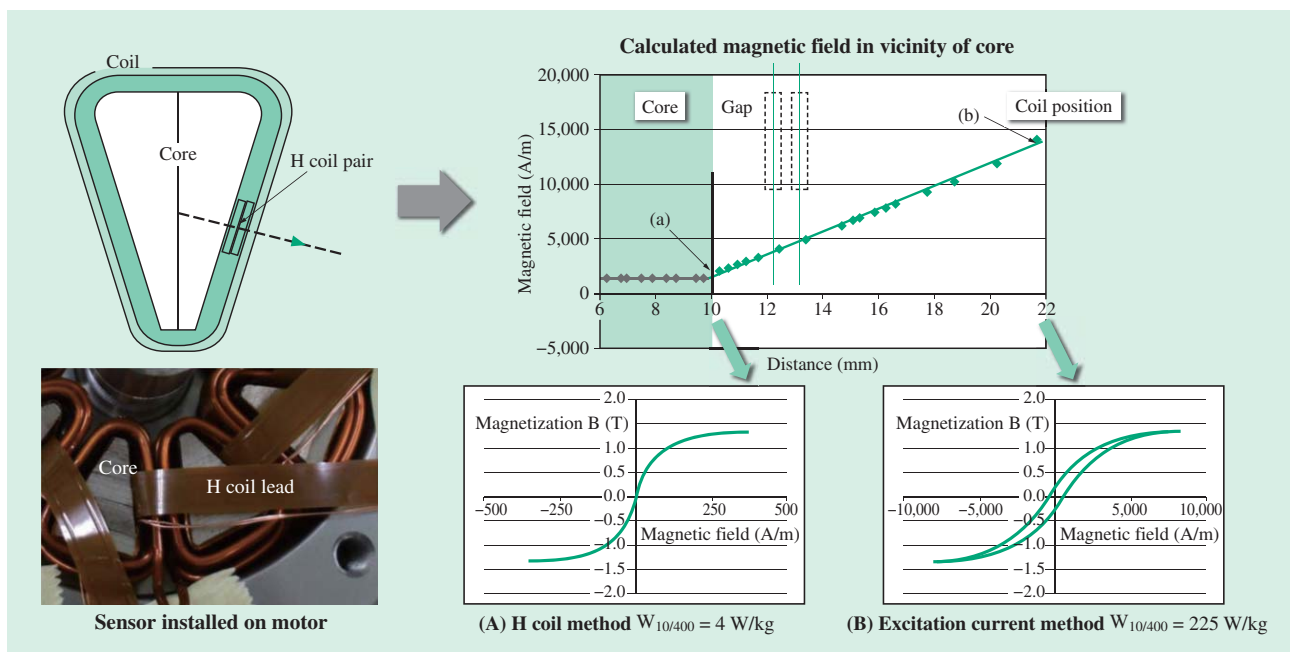 Coil
Core
H coil pair
Calculated magnetic field in vicinity of core
Magnetic field (A/m)
20,000
15,000
10,000
5,000
0
−5,000
Core
Gap
Coil position
(a)
(b)
6 8 10 12 14 16 18 20 22
Distance (mm)
Core
H coil lead
Sensor installed on motor
Magnetization B (T)
2.0
1.0
0.5
0.0
−0.5
−1.0
−1.5
−2.0
−500 −250 250 500
Magnetic field (A/m)
(A) H coil method W10/400 = 4 W/kg
Magnetization B (T)
2.0
1.0
0.5
0.0
−0.5
−1.0
−1.5
−2.0
−10,000 −5,000 5,000 10,000
Magnetic field (A/m)
(B) Excitation current method W10/400 = 225 W/kg